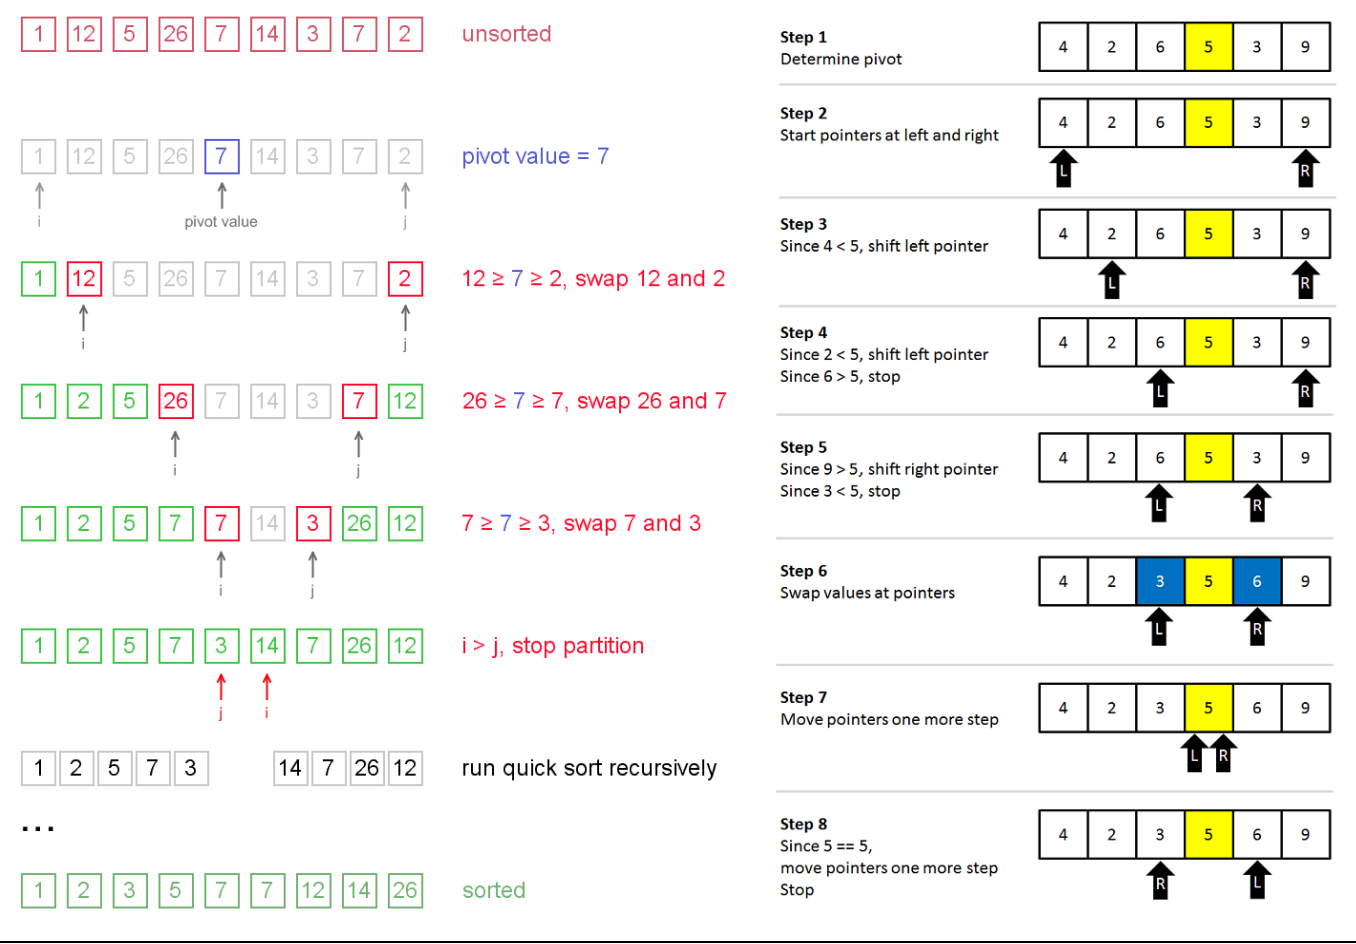 1 12 5 26 7 14 3 7 2 unsorted
1 12 5 26 7 14 3 7 2 pivot value = 7
i pivot value j
1 12 5 26 7 14 3 7 2 12 ≥ 7 ≥ 2, swap 12 and 2
i j
1 2 5 26 7 14 3 7 12 26 ≥ 7 ≥ 7, swap 26 and 7
i j
1 2 5 7 7 14 3 26 12 7 ≥ 7 ≥ 3, swap 7 and 3
i j
1 2 5 7 3 14 7 26 12 i > j, stop partition
j i
1 2 5 7 3 14 7 26 12 run quick sort recursively
...
1 2 3 5 7 7 12 14 26 sorted
Step 1
Determine pivot
4 2 6 5 3 9
Step 2
Start pointers at left and right
4 2 6 5 3 9
L R
Step 3
Since 4 < 5, shift left pointer
4 2 6 5 3 9
L R
Step 4
Since 2 < 5, shift left pointer
Since 6 > 5, stop
4 2 6 5 3 9
L R
Step 5
Since 9 > 5, shift right pointer
Since 3 < 5, stop
4 2 6 5 3 9
L R
Step 6
Swap values at pointers
4 2 3 5 6 9
L R
Step 7
Move pointers one more step
4 2 3 5 6 9
L R
Step 8
Since 5 == 5,
move pointers one more step
Stop
4 2 3 5 6 9
R L